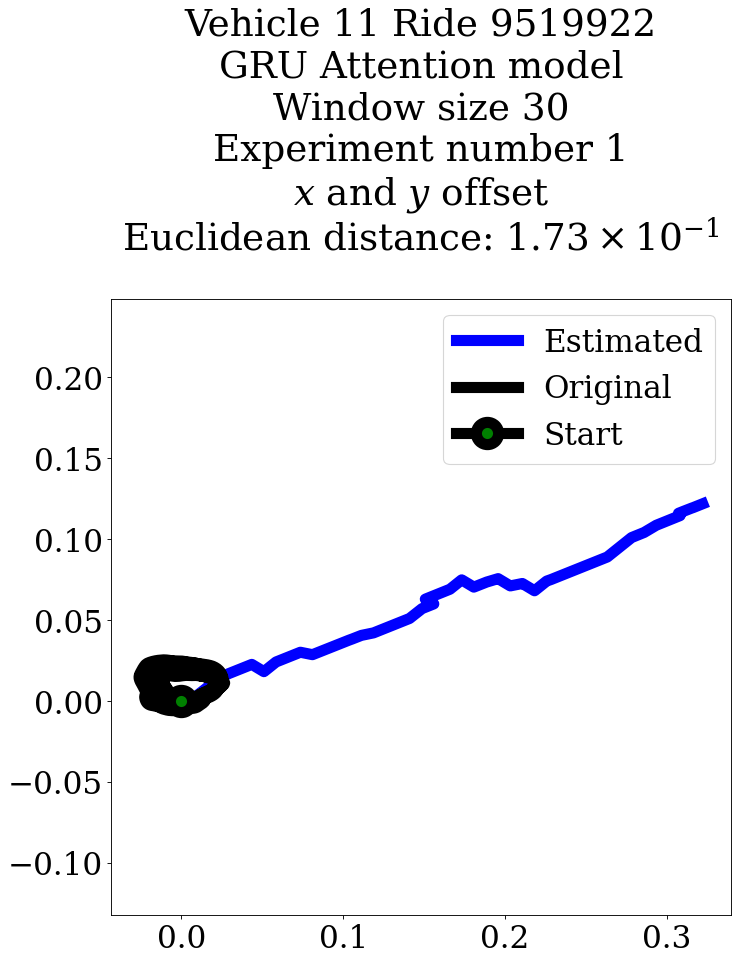 Vehicle 11 Ride 9519922
GRU Attention model
Window size 30
Experiment number 1
x and y offset
Euclidean distance: 1.73 × 10⁻¹
Estimated
Original
Start
0.20
0.15
0.10
0.05
0.00
−0.05
−0.10
0.0 0.1 0.2 0.3